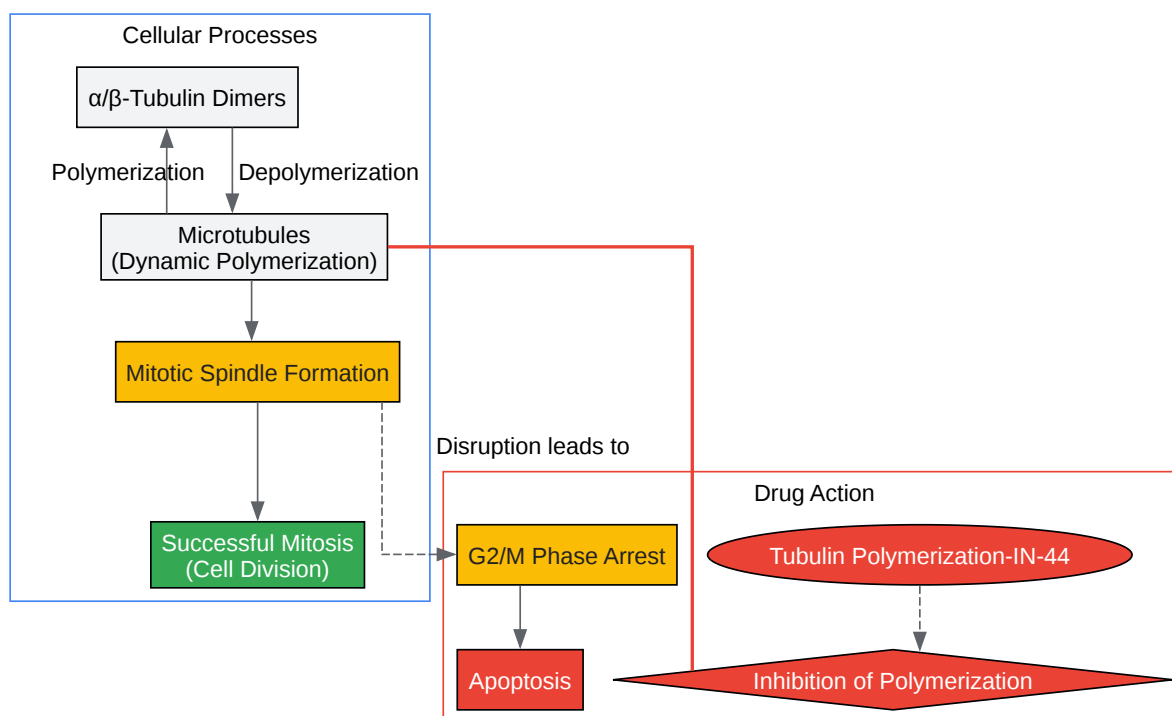 Cellular Processes
α/β-Tubulin Dimers
Polymerization
Depolymerization
Microtubules
(Dynamic Polymerization)
Mitotic Spindle Formation
Disruption leads to
Drug Action
Successful Mitosis
(Cell Division)
G2/M Phase Arrest
Tubulin Polymerization-IN-44
Apoptosis
Inhibition of Polymerization